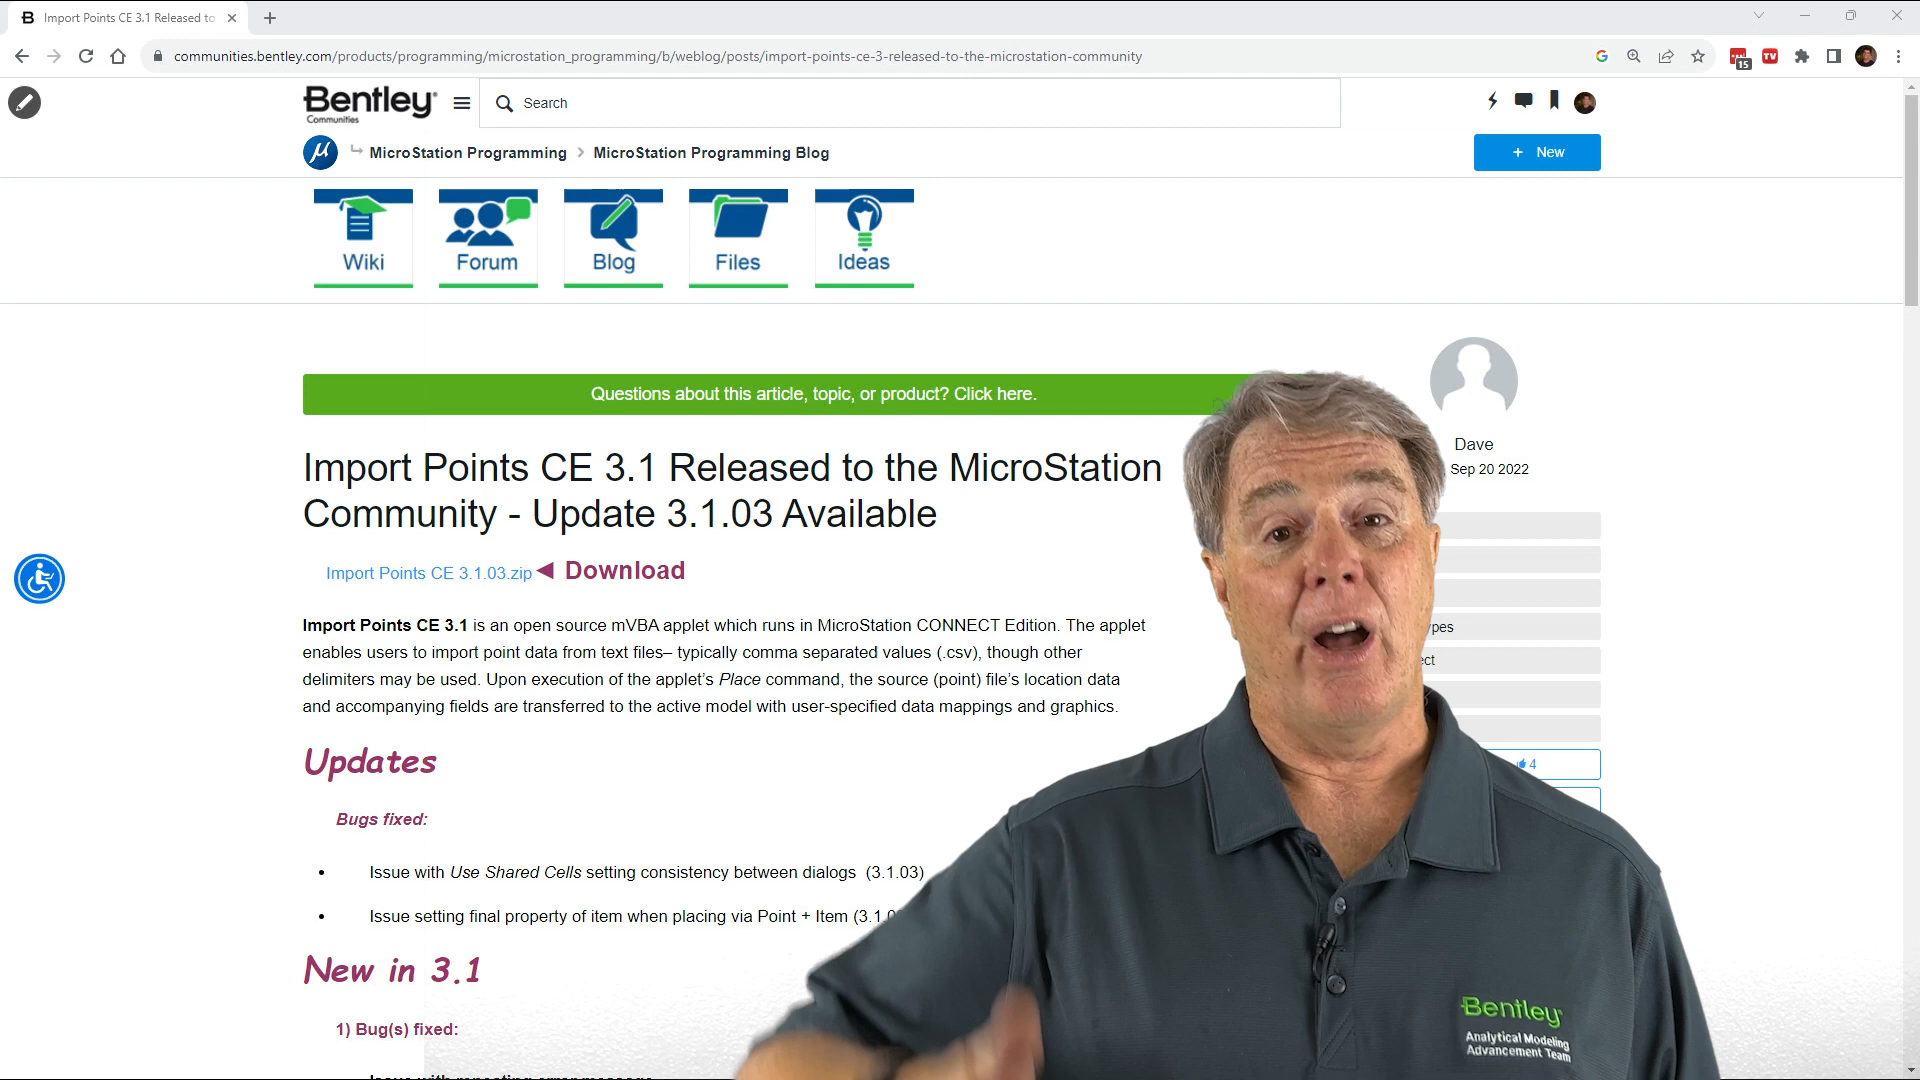 Import Points CE 3.1 Released to
communities.bentley.com/products/programming/microstation_programming/b/weblog/posts/import-points-ce-3-released-to-the-microstation-community
15
TV
Bentley
Communities
Search
μ
MicroStation Programming > MicroStation Programming Blog
+ New
Wiki
Forum
Blog
Files
Ideas
Questions about this article, topic, or product? Click here.
Dave
Sep 20 2022
Import Points CE 3.1 Released to the MicroStation
Community - Update 3.1.03 Available
Import Points CE 3.1.03.zip ◄ Download
Import Points CE 3.1 is an open source mVBA applet which runs in MicroStation CONNECT Edition. The applet
enables users to import point data from text files– typically comma separated values (.csv), though other
delimiters may be used. Upon execution of the applet's Place command, the source (point) file's location data
and accompanying fields are transferred to the active model with user-specified data mappings and graphics.
4
Updates
Bugs fixed:
• Issue with Use Shared Cells setting consistency between dialogs (3.1.03)
• Issue setting final property of item when placing via Point + Item
New in 3.1
1) Bug(s) fixed:
Bentley
Analytical Modeling
Advancement Team